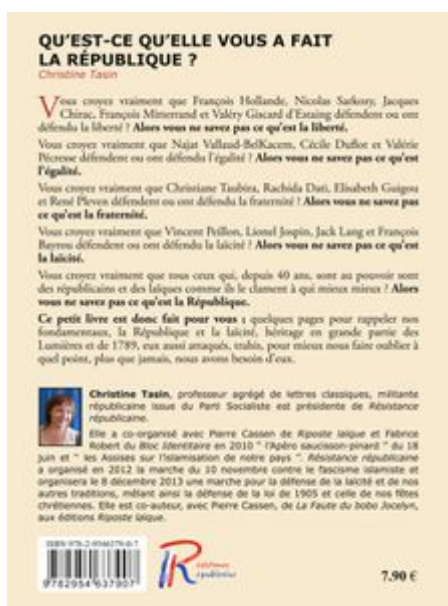 QU'EST-CE QU'ELLE VOUS A FAIT
LA RÉPUBLIQUE ?
Christine Tasin
Vous croyez vraiment que François Hollande, Nicolas Sarkozy, Jacques
Chirac, François Mitterrand et Valéry Giscard d'Estaing défendent ou ont
défendu la liberté ? Alors vous ne savez pas ce qu'est la liberté.
Vous croyez vraiment que Najat Vallaud-BelKacem, Cécile Duflot et Valérie
Pécresse défendent ou ont défendu l'égalité ? Alors vous ne savez pas ce qu'est
l'égalité.
Vous croyez vraiment que Christiane Taubira, Rachida Dati, Elisabeth Guigou
et René Pleven défendent ou ont défendu la fraternité ? Alors vous ne savez pas
ce qu'est la fraternité.
Vous croyez vraiment que Vincent Peillon, Lionel Jospin, Jack Lang et François
Bayrou défendent ou ont défendu la laïcité ? Alors vous ne savez pas ce qu'est
la laïcité.
Vous croyez vraiment que tous ceux qui, depuis 40 ans, sont au pouvoir sont
des républicains et des laïques comme ils le clament à qui mieux mieux ? Alors
vous ne savez pas ce qu'est la République.
Ce petit livre est donc fait pour vous : quelques pages pour rappeler nos
fondamentaux, la République et la laïcité, héritage en grande partie des
Lumières et de 1789, eux aussi attaqués, trahis, pour mieux nous faire oublier à
quel point, plus que jamais, nous avons besoin d'eux.
Christine Tasin, professeur agrégé de lettres classiques, militante
républicaine issue du Parti Socialiste est présidente de Résistance
républicaine.
Elle a co-organisé avec Pierre Cassen de Riposte laïque et Fabrice
Robert du Bloc Identitaire en 2010 " l'Apéro saucisson-pinard " du 18
juin et " les Assises sur l'islamisation de notre pays ". Résistance républicaine
a organisé en 2012 la marche du 10 novembre contre le fascisme islamiste et
organisera le 8 décembre 2013 une marche pour la défense de la laïcité et de nos
autres traditions, mêlant ainsi la défense de la loi de 1905 et celle de nos fêtes
chrétiennes. Elle est co-auteur, avec Pierre Cassen, de La Faute du bobo Jocelyn,
aux éditions Riposte laïque.
ISBN 978-2-9546379-0-7
9782954637907
7.90 €